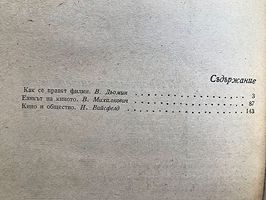 Съдържание
Как се правят филми. В. Дьомин . . . . . . . . . 3
Езикът на киното. В. Михалкович . . . . . . . . . 87
Кино и общество. И. Вайсфелд . . . . . . . . . 143